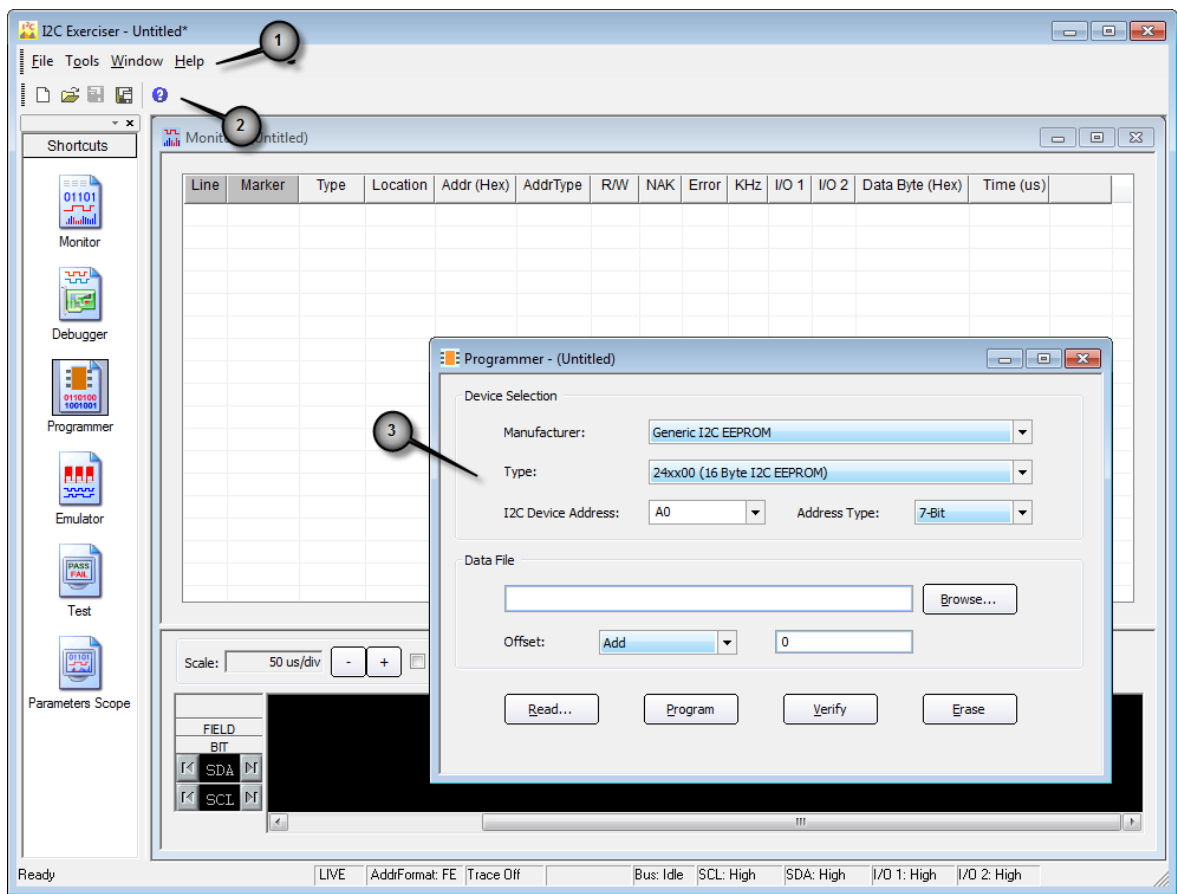 I2C Exerciser - Untitled*
1
File Tools Window Help
2
Shortcuts
Monitor
Debugger
Programmer
Emulator
Test
Parameters Scope
Line Marker Type Location Addr (Hex) AddrType R/W NAK Error KHz I/O 1 I/O 2 Data Byte (Hex) Time (us)
3
Programmer - (Untitled)
Device Selection
Manufacturer: Generic I2C EEPROM
Type: 24xx00 (16 Byte I2C EEPROM)
I2C Device Address: A0 Address Type: 7-Bit
Data File
Browse...
Offset: Add 0
Read... Program Verify Erase
Scale: 50 us/div - +
FIELD
BIT
SDA
SCL
Ready LIVE AddrFormat: FE Trace Off Bus: Idle SCL: High SDA: High I/O 1: High I/O 2: High